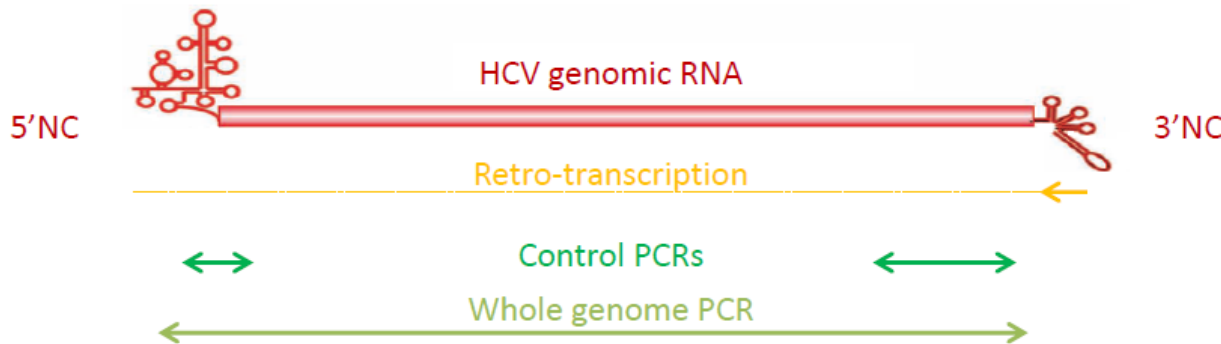 HCV genomic RNA
5’NC
3’NC
Retro-transcription
Control PCRs
Whole genome PCR